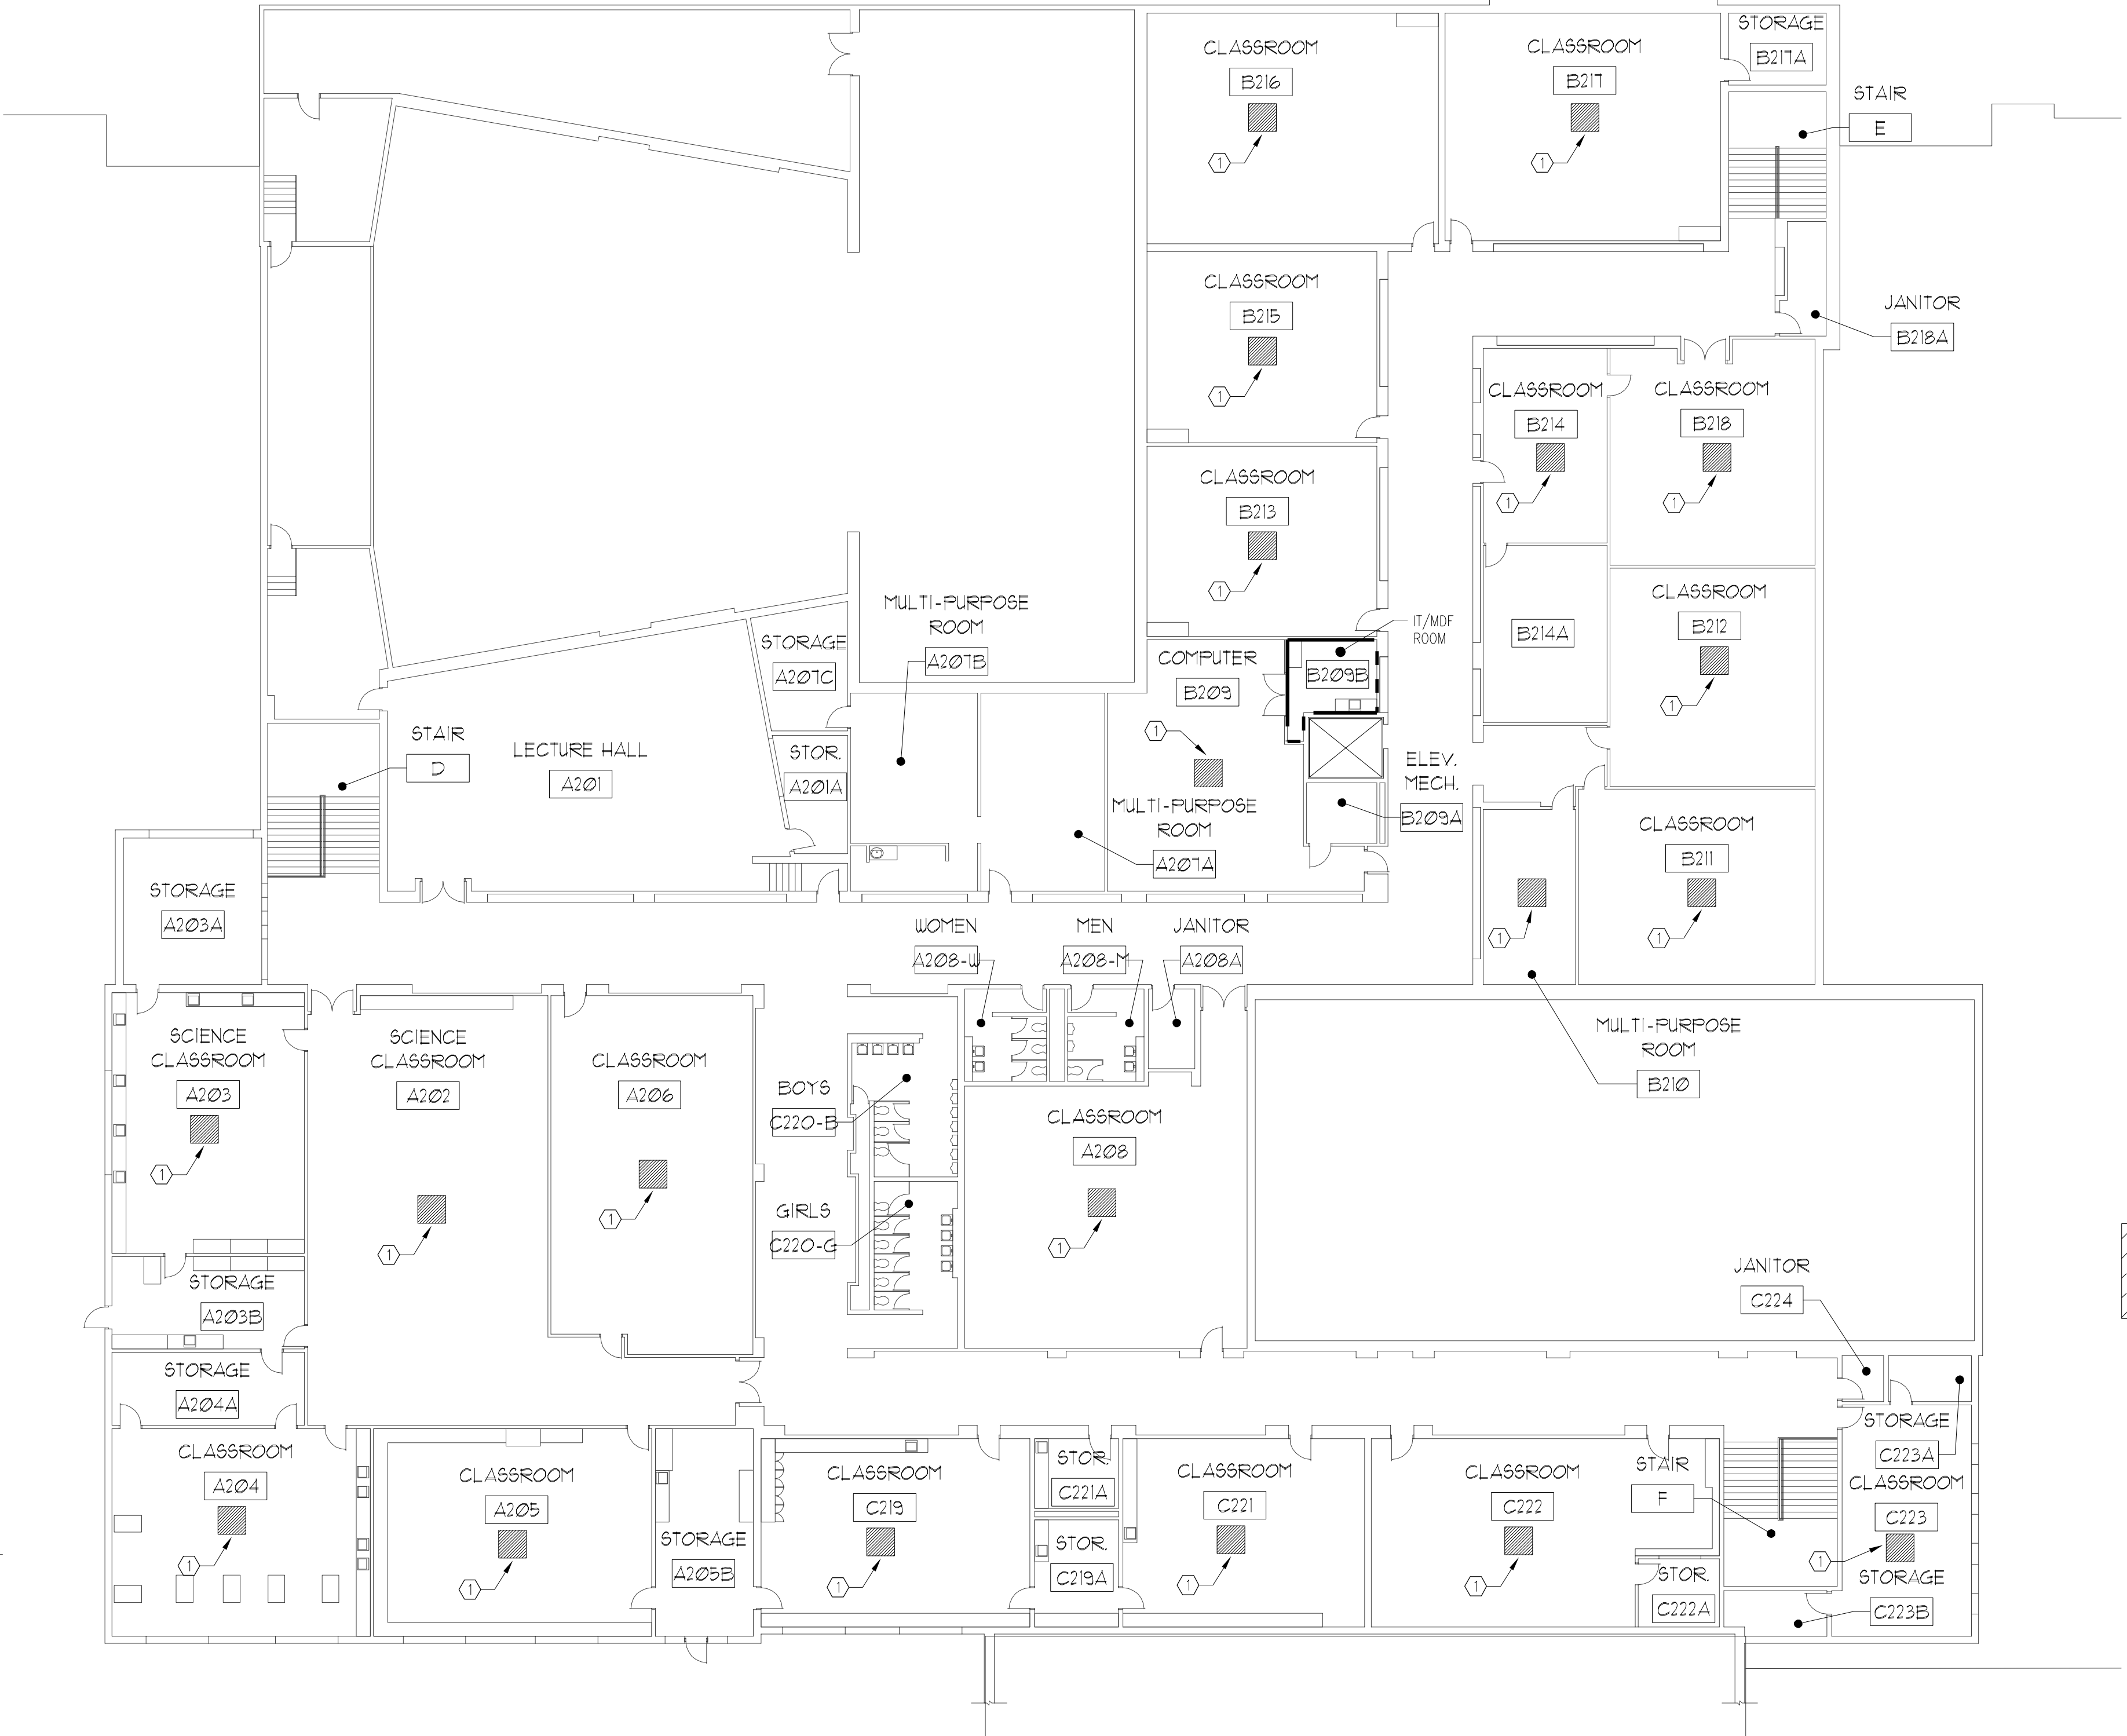 CLASSROOM
B216
1
CLASSROOM
B217
1
STORAGE
B217A
STAIR
E
CLASSROOM
B215
1
JANITOR
B218A
CLASSROOM
B214
1
CLASSROOM
B218
1
CLASSROOM
B213
1
B214A
CLASSROOM
B212
1
IT/MDF
ROOM
B209B
COMPUTER
B209
1
MULTI-PURPOSE
ROOM
A207B
STORAGE
A207C
STAIR
D
LECTURE HALL
A201
STOR.
A201A
MULTI-PURPOSE
ROOM
A207A
ELEV.
MECH.
B209A
CLASSROOM
B211
1
1
STORAGE
A203A
WOMEN
A208-W
MEN
A208-M
JANITOR
A208A
MULTI-PURPOSE
ROOM
B210
SCIENCE
CLASSROOM
A203
1
SCIENCE
CLASSROOM
A202
1
CLASSROOM
A206
1
BOYS
C220-B
GIRLS
C220-G
CLASSROOM
A208
1
STORAGE
A203B
JANITOR
C224
STORAGE
A204A
CLASSROOM
A204
1
CLASSROOM
A205
1
STORAGE
A205B
CLASSROOM
C219
1
STOR.
C221A
STOR.
C219A
CLASSROOM
C221
1
CLASSROOM
C222
1
STAIR
F
STOR.
C222A
STORAGE
C223A
CLASSROOM
C223
1
STORAGE
C223B